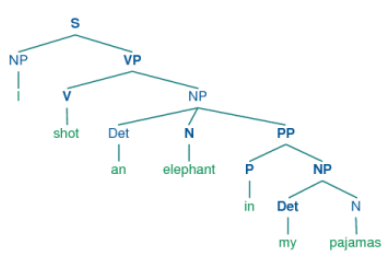 S
NP VP
I V NP
shot Det N PP
an elephant P NP
in Det N
my pajamas